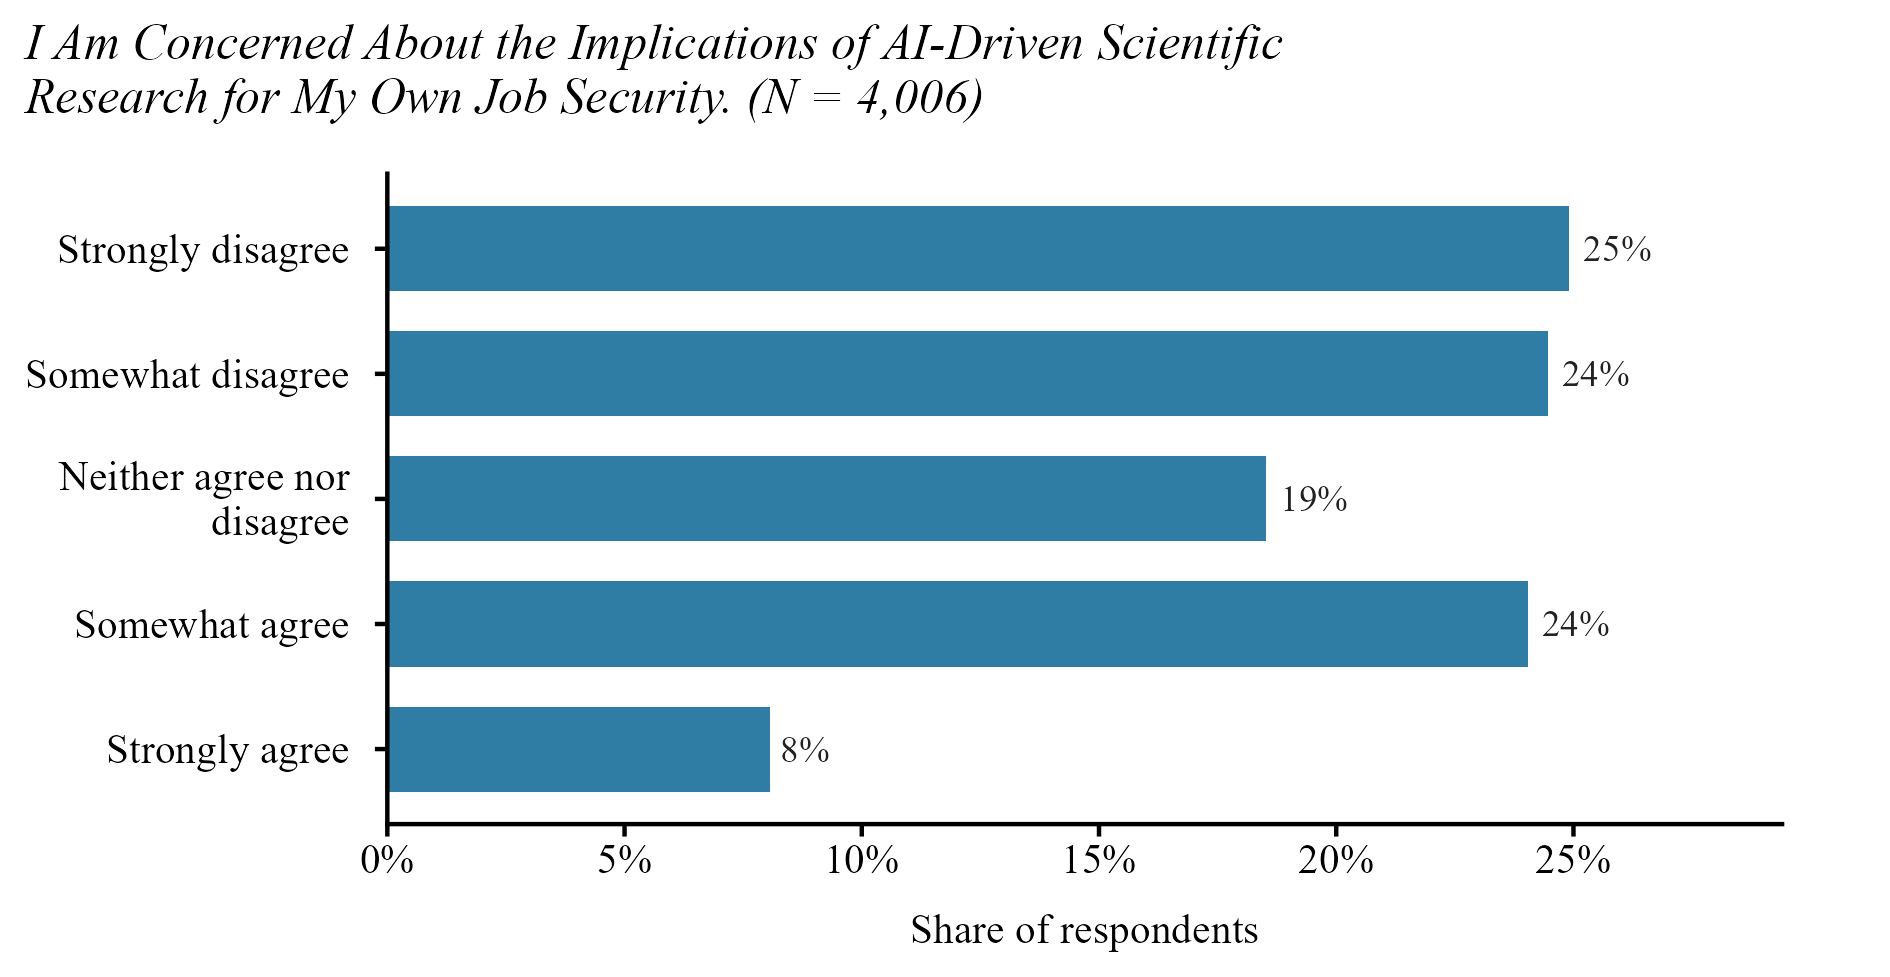 I Am Concerned About the Implications of AI-Driven Scientific
Research for My Own Job Security. (N = 4,006)
Strongly disagree
25%
Somewhat disagree
24%
Neither agree nor
disagree
19%
Somewhat agree
24%
Strongly agree
8%
0%
5%
10%
15%
20%
25%
Share of respondents